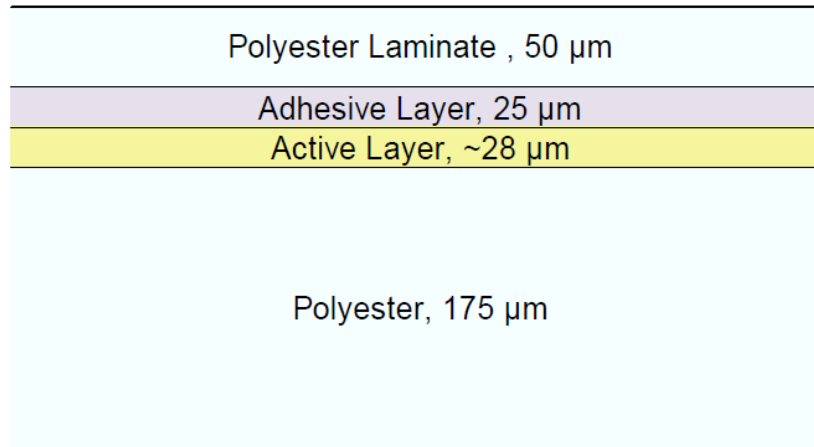 Polyester Laminate , 50 µm
Adhesive Layer, 25 µm
Active Layer, ~28 µm
Polyester, 175 µm